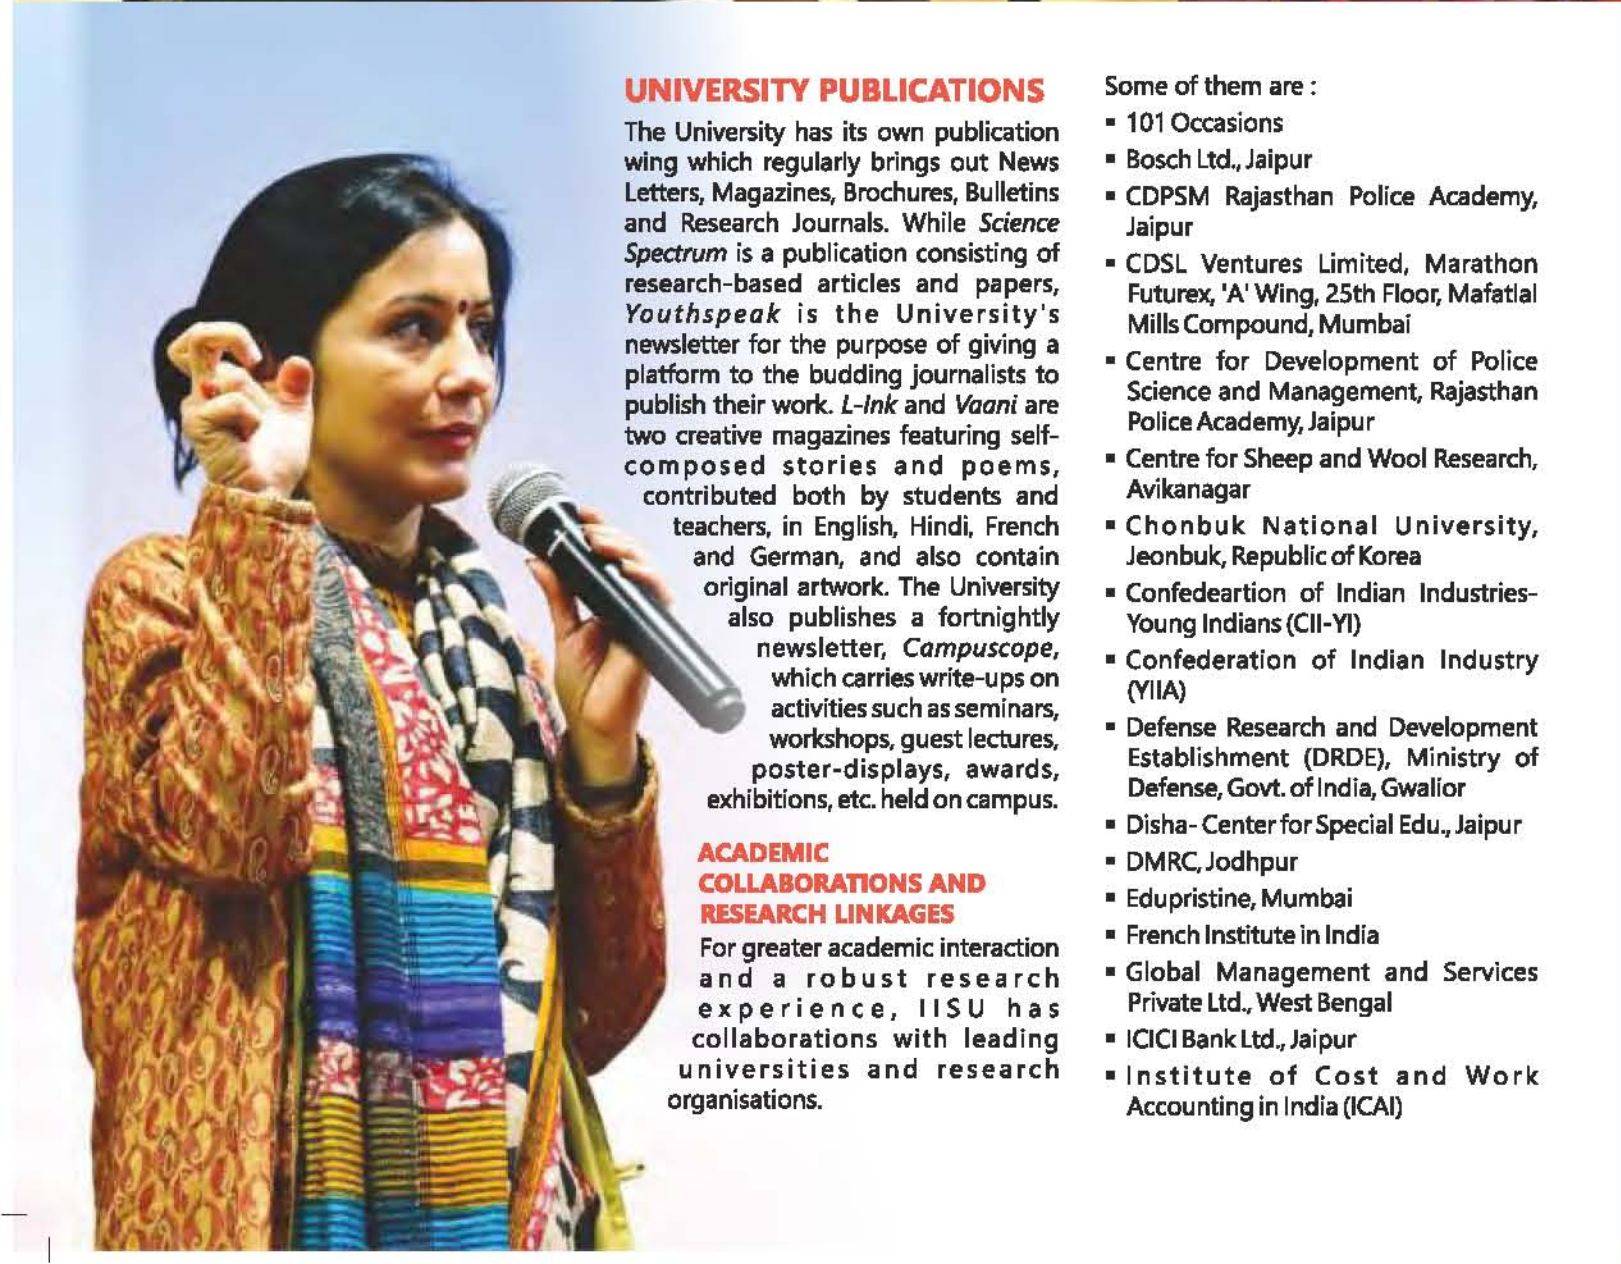 UNIVERSITY PUBLICATIONS
The University has its own publication
wing which regularly brings out News
Letters, Magazines, Brochures, Bulletins
and Research Journals. While Science
Spectrum is a publication consisting of
research-based articles and papers,
Youthspeak is the University's
newsletter for the purpose of giving a
platform to the budding journalists to
publish their work. L-Ink and Vaani are
two creative magazines featuring self-
composed stories and poems,
contributed both by students and
teachers, in English, Hindi, French
and German, and also contain
original artwork. The University
also publishes a fortnightly
newsletter, Campuscope,
which carries write-ups on
activities such as seminars,
workshops, guest lectures,
poster-displays, awards,
exhibitions, etc. held on campus.
ACADEMIC
COLLABORATIONS AND
RESEARCH LINKAGES
For greater academic interaction
and a robust research
experience, IISU has
collaborations with leading
universities and research
organisations.
Some of them are :
▪ 101 Occasions
▪ Bosch Ltd., Jaipur
▪ CDPSM Rajasthan Police Academy,
Jaipur
▪ CDSL Ventures Limited, Marathon
Futurex, 'A' Wing, 25th Floor, Mafatlal
Mills Compound, Mumbai
▪ Centre for Development of Police
Science and Management, Rajasthan
Police Academy, Jaipur
▪ Centre for Sheep and Wool Research,
Avikanagar
▪ Chonbuk National University,
Jeonbuk, Republic of Korea
▪ Confedeartion of Indian Industries-
Young Indians (CII-YI)
▪ Confederation of Indian Industry
(YIIA)
▪ Defense Research and Development
Establishment (DRDE), Ministry of
Defense, Govt. of India, Gwalior
▪ Disha- Center for Special Edu., Jaipur
▪ DMRC, Jodhpur
▪ Edupristine, Mumbai
▪ French Institute in India
▪ Global Management and Services
Private Ltd., West Bengal
▪ ICICI Bank Ltd., Jaipur
▪ Institute of Cost and Work
Accounting in India (ICAI)